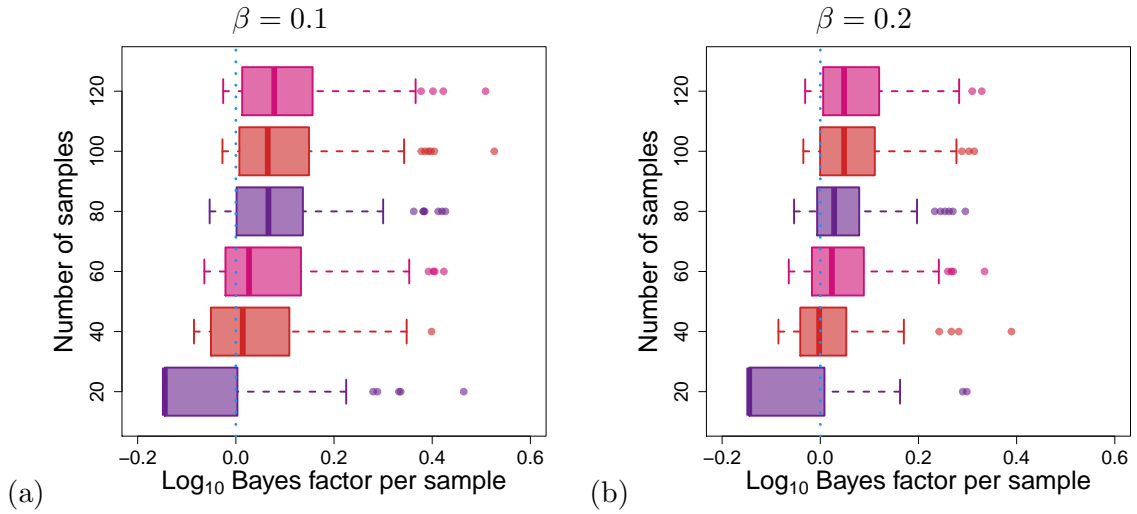 β = 0.1
Number of samples
120
100
80
60
40
20
−0.2 0.0 0.2 0.4 0.6
Log₁₀ Bayes factor per sample
(a)
β = 0.2
Number of samples
120
100
80
60
40
20
−0.2 0.0 0.2 0.4 0.6
Log₁₀ Bayes factor per sample
(b)